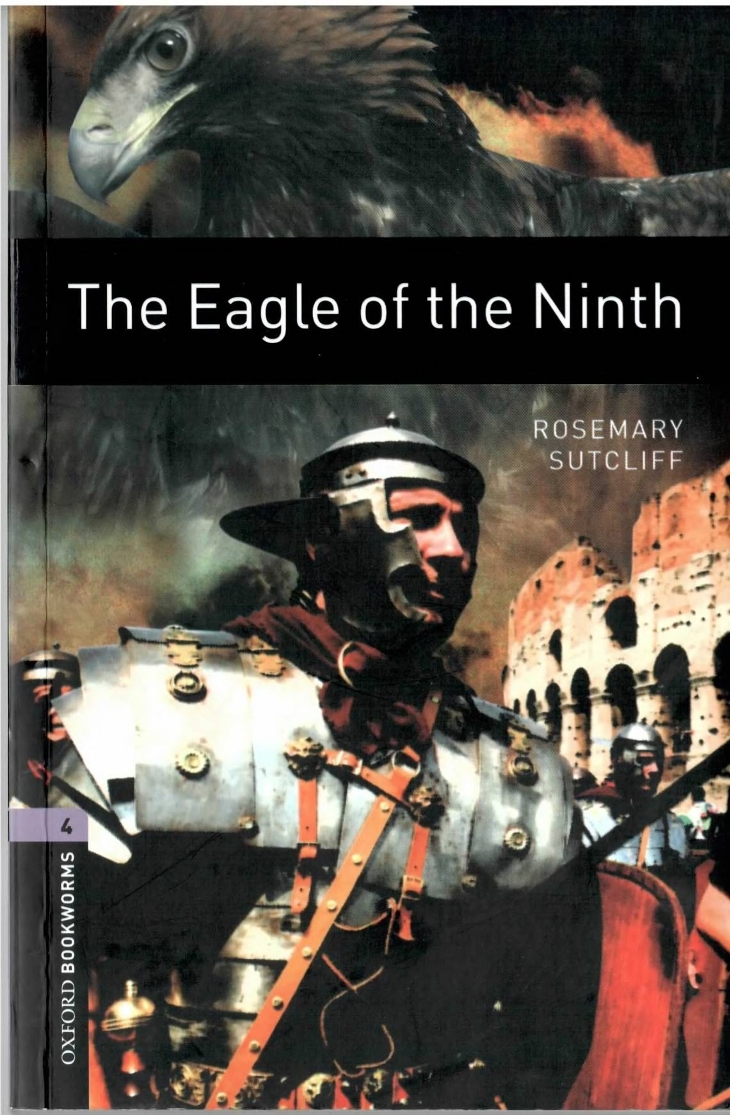 The Eagle of the Ninth
ROSEMARY
SUTCLIFF
4
OXFORD BOOKWORMS